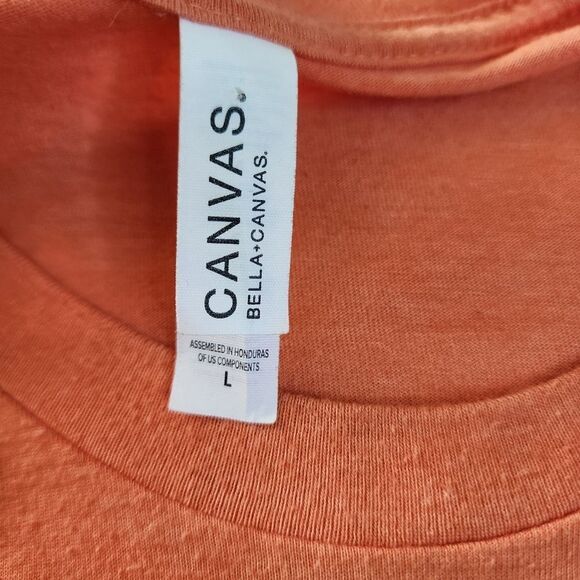 CANVAS.
BELLA+CANVAS.
ASSEMBLED IN HONDURAS
OF US COMPONENTS
L